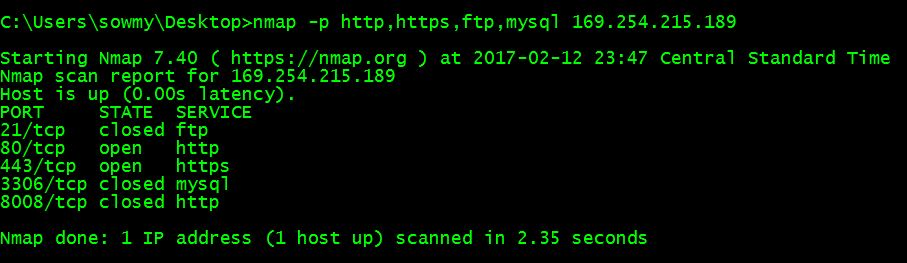 C:\Users\sowmy\Desktop>nmap -p http,https,ftp,mysql 169.254.215.189
Starting Nmap 7.40 ( https://nmap.org ) at 2017-02-12 23:47 Central Standard Time
Nmap scan report for 169.254.215.189
Host is up (0.00s latency).
PORT     STATE  SERVICE
21/tcp   closed ftp
80/tcp   open   http
443/tcp  open   https
3306/tcp closed mysql
8008/tcp closed http
Nmap done: 1 IP address (1 host up) scanned in 2.35 seconds